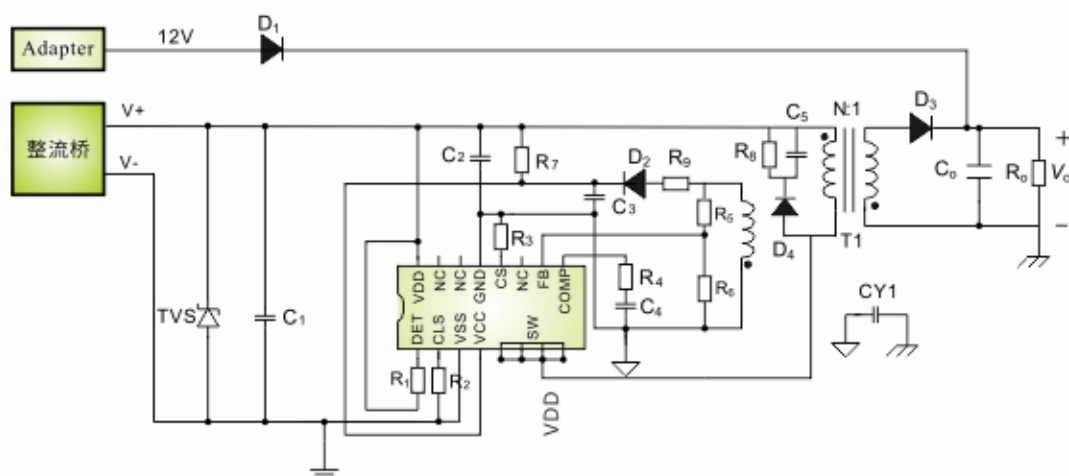 Adapter
12V
D1
整流桥
V+
V-
TVS
C1
C2
R7
D2
R9
C3
R3
R5
R6
R4
C4
R8
C5
D4
N:1
T1
D3
Co
Ro
+
Vo
−
CY1
VDD
NC
NC
GND
CS
NC
FB
COMP
DET
CLS
VSS
VCC
SW
R1
R2
VDD